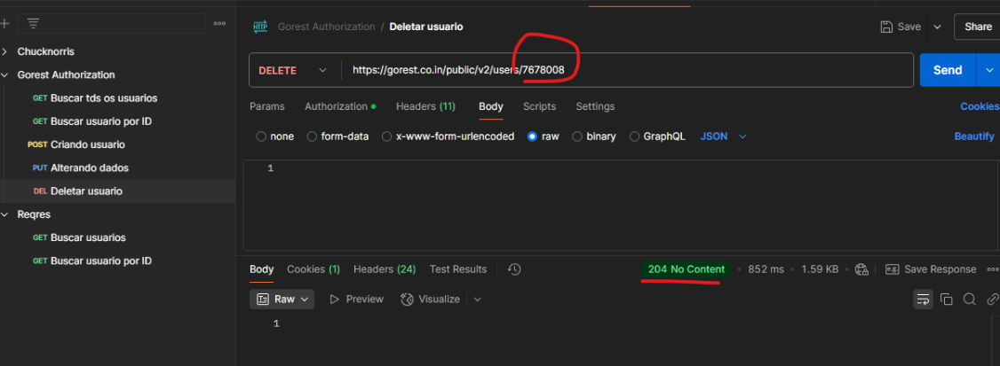 HTTP Gorest Authorization / Deletar usuario Save Share
Chucknorris
Gorest Authorization
GET Buscar tds os usuarios
GET Buscar usuario por ID
POST Criando usuario
PUT Alterando dados
DEL Deletar usuario
Reqres
GET Buscar usuarios
GET Buscar usuario por ID
DELETE https://gorest.co.in/public/v2/users/7678008 Send
Params Authorization Headers (11) Body Scripts Settings Cookies
none form-data x-www-form-urlencoded raw binary GraphQL JSON Beautify
1
Body Cookies (1) Headers (24) Test Results 204 No Content 852 ms 1.59 KB e.g. Save Response
Raw Preview Visualize
1